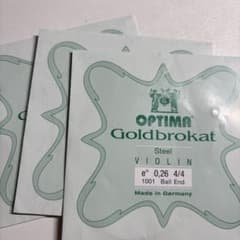 OPTIMA
Goldbrokat
Steel
VIOLIN
e" 0,26 4/4
1001 Ball End
Made in Germany